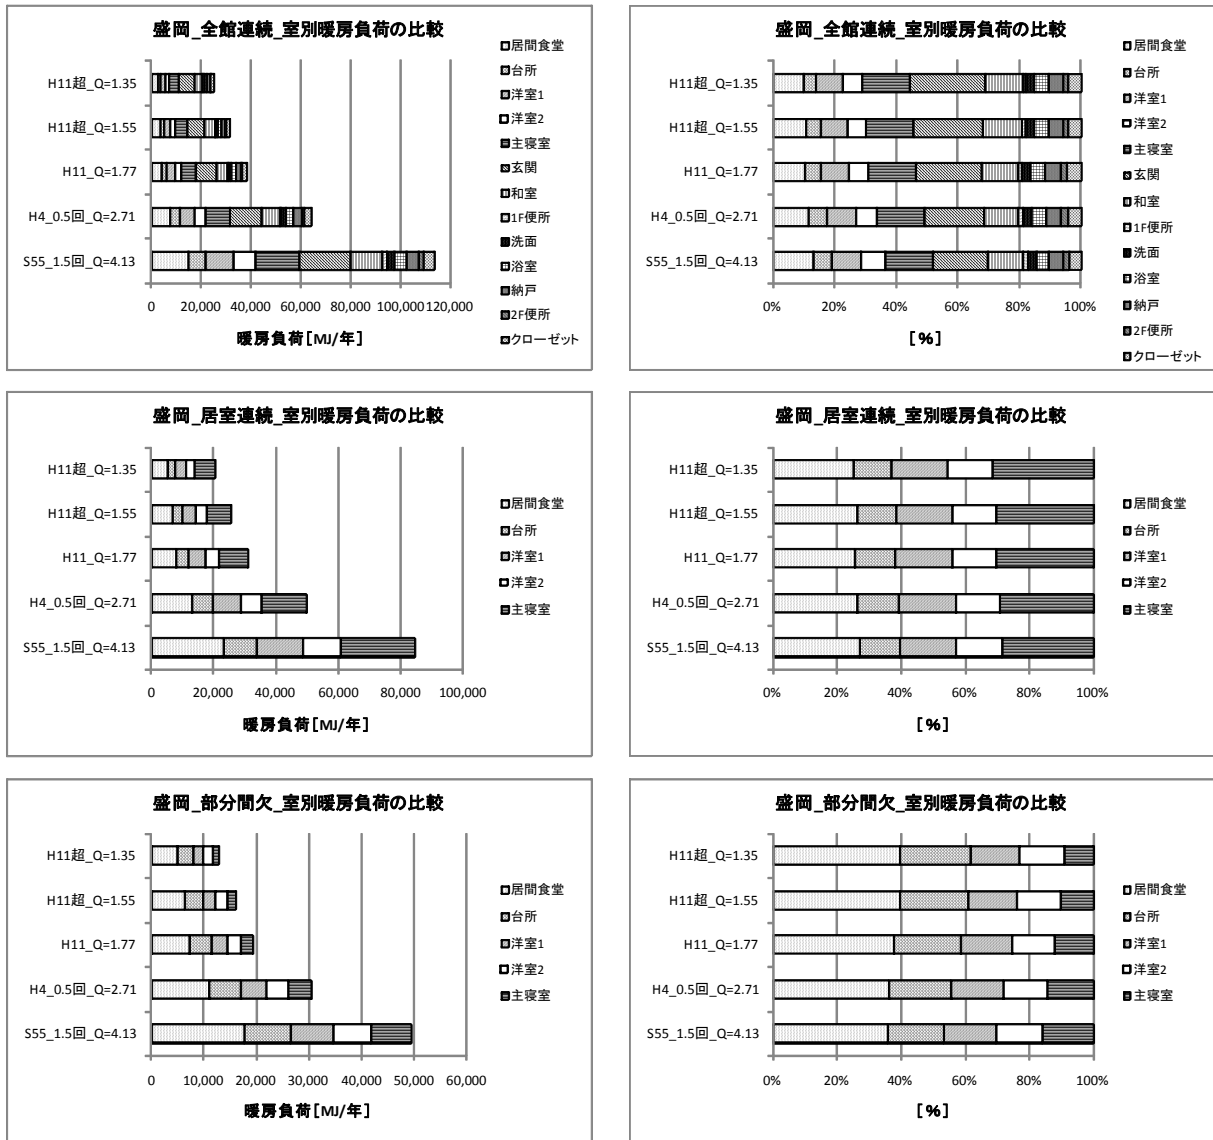 盛岡_全館連続_室別暖房負荷の比較
H11超_Q=1.35
H11超_Q=1.55
H11_Q=1.77
H4_0.5回_Q=2.71
S55_1.5回_Q=4.13
0 20,000 40,000 60,000 80,000 100,000 120,000
暖房負荷[MJ/年]
居間食堂
台所
洋室1
洋室2
主寝室
玄関
和室
1F便所
洗面
浴室
納戸
2F便所
クローゼット
盛岡_全館連続_室別暖房負荷の比較
H11超_Q=1.35
H11超_Q=1.55
H11_Q=1.77
H4_0.5回_Q=2.71
S55_1.5回_Q=4.13
0% 20% 40% 60% 80% 100%
[%]
居間食堂
台所
洋室1
洋室2
主寝室
玄関
和室
1F便所
洗面
浴室
納戸
2F便所
クローゼット
盛岡_居室連続_室別暖房負荷の比較
H11超_Q=1.35
H11超_Q=1.55
H11_Q=1.77
H4_0.5回_Q=2.71
S55_1.5回_Q=4.13
0 20,000 40,000 60,000 80,000 100,000
暖房負荷[MJ/年]
居間食堂
台所
洋室1
洋室2
主寝室
盛岡_居室連続_室別暖房負荷の比較
H11超_Q=1.35
H11超_Q=1.55
H11_Q=1.77
H4_0.5回_Q=2.71
S55_1.5回_Q=4.13
0% 20% 40% 60% 80% 100%
[%]
居間食堂
台所
洋室1
洋室2
主寝室
盛岡_部分間欠_室別暖房負荷の比較
H11超_Q=1.35
H11超_Q=1.55
H11_Q=1.77
H4_0.5回_Q=2.71
S55_1.5回_Q=4.13
0 10,000 20,000 30,000 40,000 50,000 60,000
暖房負荷[MJ/年]
居間食堂
台所
洋室1
洋室2
主寝室
盛岡_部分間欠_室別暖房負荷の比較
H11超_Q=1.35
H11超_Q=1.55
H11_Q=1.77
H4_0.5回_Q=2.71
S55_1.5回_Q=4.13
0% 20% 40% 60% 80% 100%
[%]
居間食堂
台所
洋室1
洋室2
主寝室